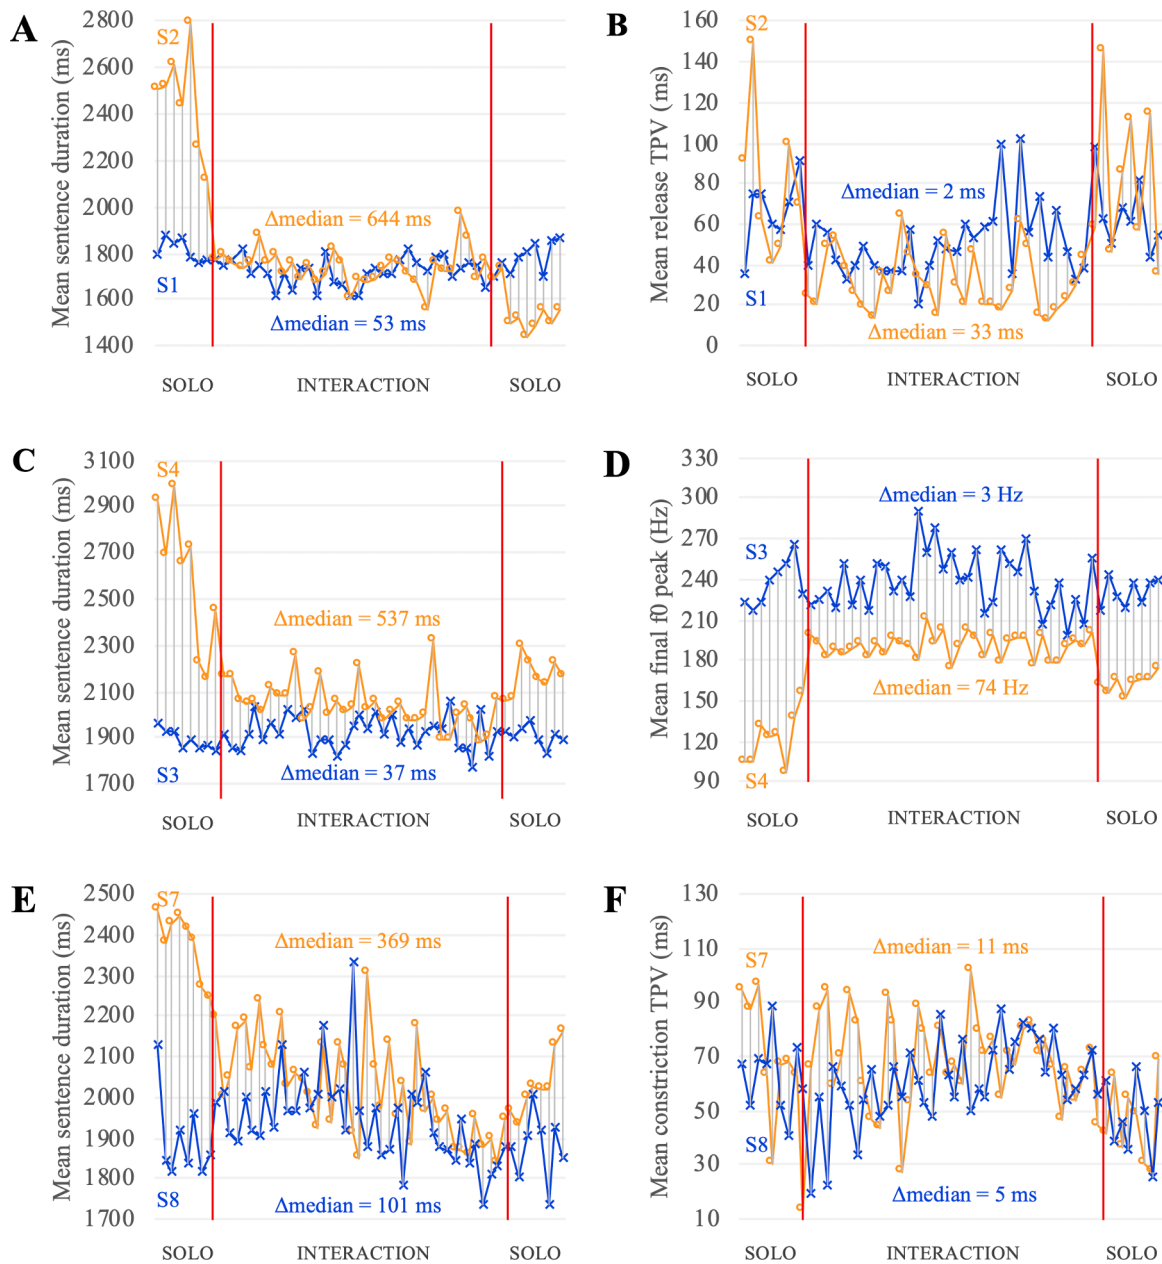 A
Mean sentence duration (ms)
2800
2600
2400
2200
2000
1800
1600
1400
S2
S1
Δmedian = 644 ms
Δmedian = 53 ms
SOLO INTERACTION SOLO
B
Mean release TPV (ms)
160
140
120
100
80
60
40
20
0
S2
S1
Δmedian = 2 ms
Δmedian = 33 ms
SOLO INTERACTION SOLO
C
Mean sentence duration (ms)
3100
2900
2700
2500
2300
2100
1900
1700
S4
S3
Δmedian = 537 ms
Δmedian = 37 ms
SOLO INTERACTION SOLO
D
Mean final f0 peak (Hz)
330
300
270
240
210
180
150
120
90
S3
S4
Δmedian = 3 Hz
Δmedian = 74 Hz
SOLO INTERACTION SOLO
E
Mean sentence duration (ms)
2500
2400
2300
2200
2100
2000
1900
1800
1700
S7
S8
Δmedian = 369 ms
Δmedian = 101 ms
SOLO INTERACTION SOLO
F
Mean constriction TPV (ms)
130
110
90
70
50
30
10
S7
S8
Δmedian = 11 ms
Δmedian = 5 ms
SOLO INTERACTION SOLO